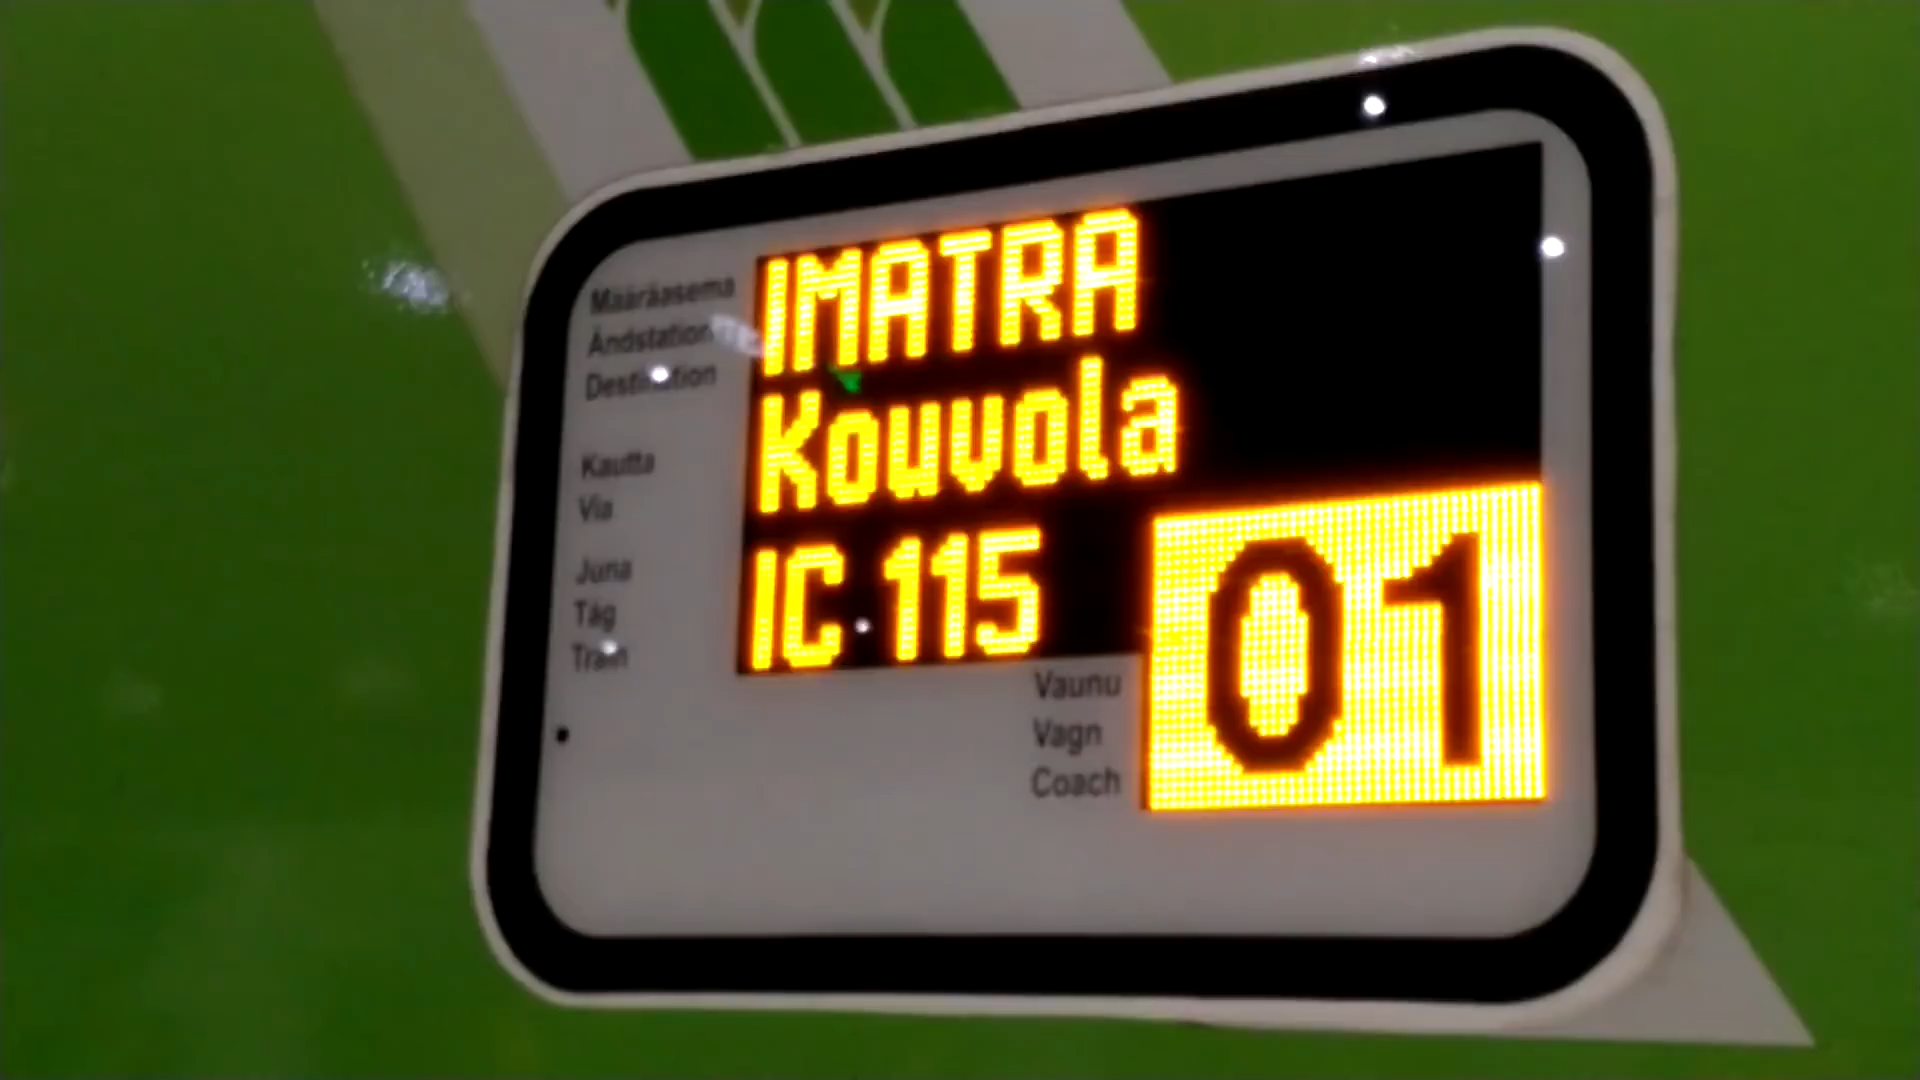 Määräasema
Ändstation
Destination
IMATRA
Kautta
Via
Kouvola
Juna
Tåg
Train
IC 115
Vaunu
Vagn
Coach
01